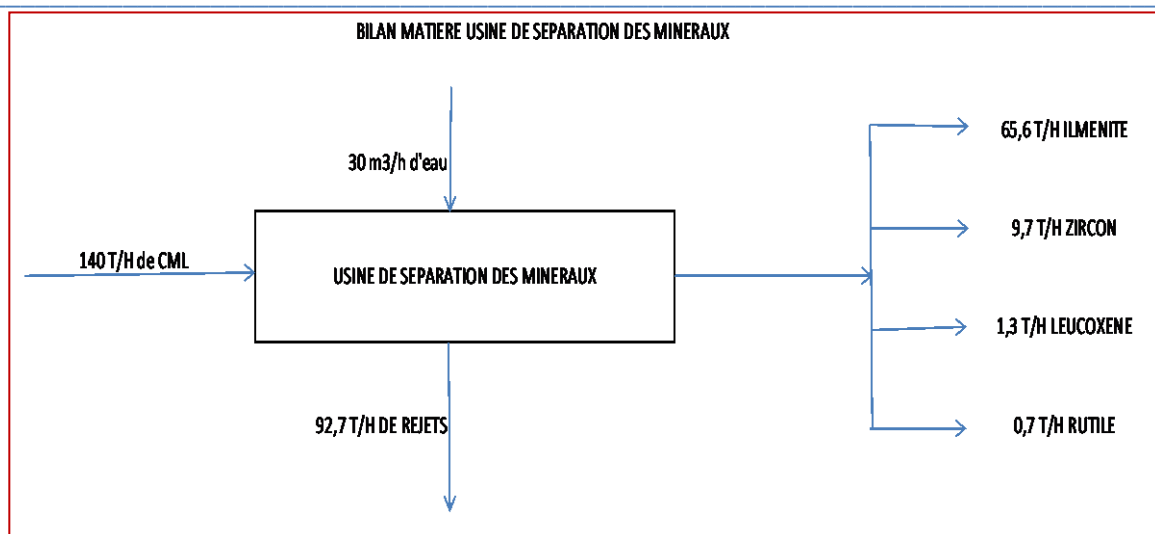 BILAN MATIERE USINE DE SEPARATION DES MINERAUX
65,6 T/H ILMENITE
30 m3/h d'eau
9,7 T/H ZIRCON
140 T/H de CML
USINE DE SEPARATION DES MINERAUX
1,3 T/H LEUCOXENE
92,7 T/H DE REJETS
0,7 T/H RUTILE